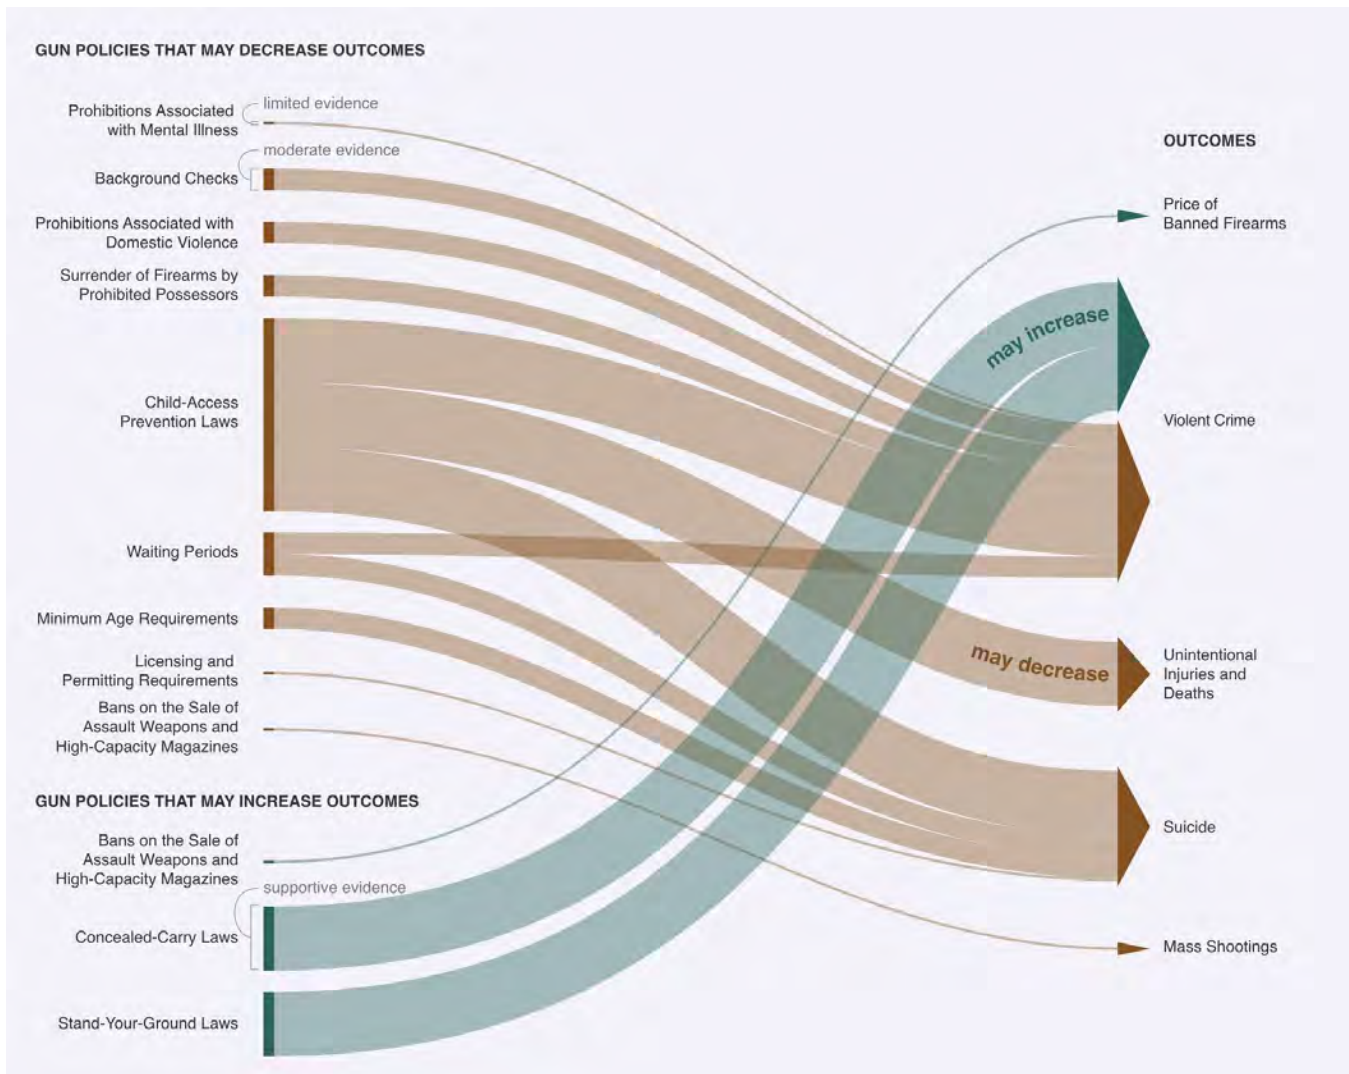 GUN POLICIES THAT MAY DECREASE OUTCOMES
Prohibitions Associated
with Mental Illness
limited evidence
moderate evidence
Background Checks
Prohibitions Associated with
Domestic Violence
Surrender of Firearms by
Prohibited Possessors
Child-Access
Prevention Laws
Waiting Periods
Minimum Age Requirements
Licensing and
Permitting Requirements
Bans on the Sale of
Assault Weapons and
High-Capacity Magazines
GUN POLICIES THAT MAY INCREASE OUTCOMES
Bans on the Sale of
Assault Weapons and
High-Capacity Magazines
supportive evidence
Concealed-Carry Laws
Stand-Your-Ground Laws
may increase
may decrease
OUTCOMES
Price of
Banned Firearms
Violent Crime
Unintentional
Injuries and
Deaths
Suicide
Mass Shootings